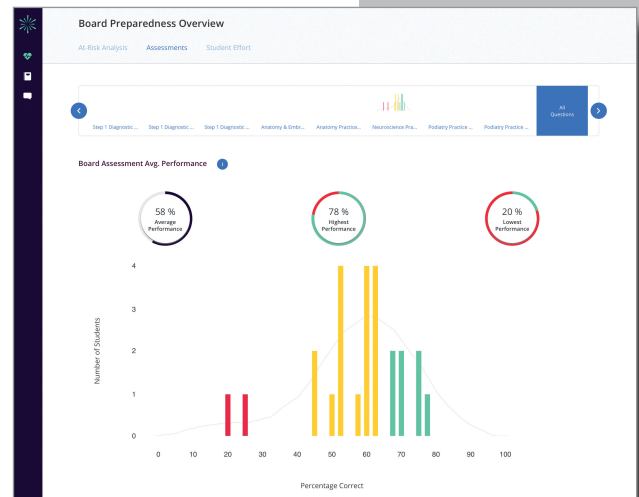 Board Preparedness Overview
At-Risk Analysis Assessments Student Effort
Step 1 Diagnostic ... Step 1 Diagnostic ... Step 1 Diagnostic ... Anatomy & Embr... Anatomy Practice... Neuroscience Pra... Podiatry Practice ... Podiatry Practice ... All Questions
Board Assessment Avg. Performance i
58 % 78 % 20 %
Average Highest Lowest
Performance Performance Performance
4
3
2
1
0
Number of Students
0 10 20 30 40 50 60 70 80 90 100
Percentage Correct